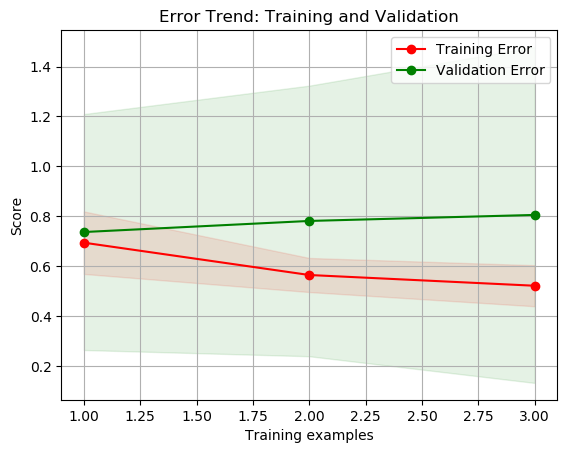 Error Trend: Training and Validation
Training Error
Validation Error
Score
1.4
1.2
1.0
0.8
0.6
0.4
0.2
1.00 1.25 1.50 1.75 2.00 2.25 2.50 2.75 3.00
Training examples